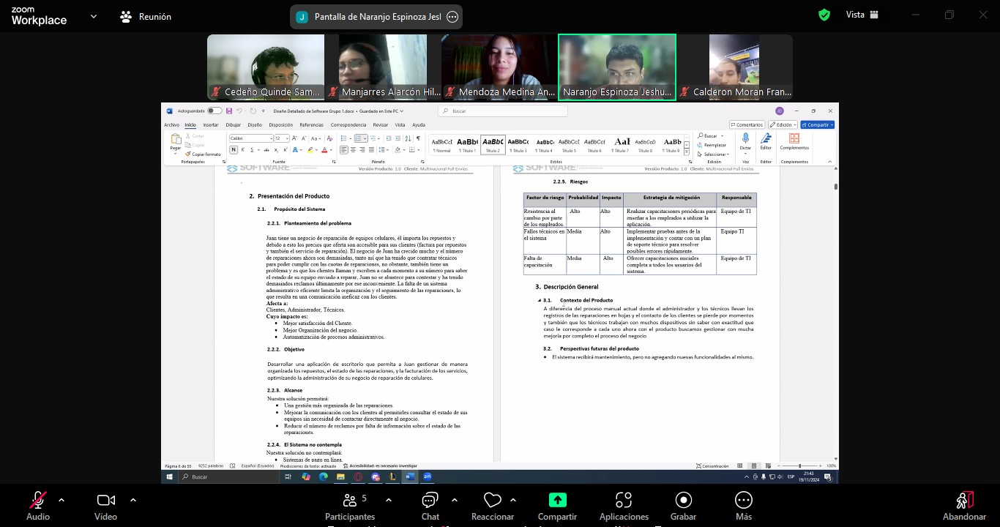 zoom
Workplace
Reunión
J Pantalla de Naranjo Espinoza Jesl
Vista
Cedeño Quinde Sam...
Manjarres Alarcón Hil...
Mendoza Medina An...
Naranjo Espinoza Jeshu...
Calderon Moran Fran...
Autoguardado
Diseño Detallado de Software Grupo 1.docx • Guardado en Este PC
Buscar
Archivo Inicio Insertar Dibujar Diseño Disposición Referencias Correspondencia Revisar Vista Ayuda
Comentarios Edición Compartir
Pegar
Cortar
Copiar
Copiar formato
Portapapeles
Calibri 12
N K S
Fuente
Párrafo
AaBbCcI AaBb( AaBbC AaBbCc AaBbC AaBbCcI AaBbCcI AaI AaBbCcD AaBb
¶ Normal ¶ Título 1 Título 2 ¶ Título 3 ¶ Título 4 ¶ Título 5 ¶ Título 6 ¶ Título 7 ¶ Título 8 ¶ Título 9
Estilos
Buscar
Reemplazar
Seleccionar
Edición
Dictar
Voz
Editor
Editor
Complementos
Complementos
SOFTWARE
Versión Producto: 1.0 Cliente: Multinacional Full Envíos
2. Presentación del Producto
2.1. Propósito del Sistema
2.2.1. Planteamiento del problema
Juan tiene un negocio de reparación de equipos celulares, él importa los repuestos y
debido a esto los precios que oferta son accesible para sus clientes (factura por repuestos
y también el servicio de reparación). El negocio de Juan ha crecido mucho y el número
de reparaciones ahora son demasiadas, tanto así que ha tenido que contratar técnicos
para poder cumplir con las cuotas de reparaciones, no obstante, también tiene un
problema y es que los clientes llaman y escriben a cada momento a su número para saber
el estado de su equipo enviado a reparar, Juan no se abastece para contestar y ha tenido
demasiados reclamos últimamente por ese inconveniente. La falta de un sistema
administrativo eficiente limita la organización y el seguimiento de las reparaciones, lo
que resulta en una comunicación ineficaz con los clientes.
Afecta a:
Clientes, Administrador, Técnicos.
Cuyo impacto es:
• Mejor satisfacción del Cliente.
• Mejor Organización del negocio.
• Automatización de procesos administrativos.
2.2.2. Objetivo
Desarrollar una aplicación de escritorio que permita a Juan gestionar de manera
organizada los repuestos, el estado de las reparaciones, y la facturación de los servicios,
optimizando la administración de su negocio de reparación de celulares.
2.2.3. Alcance
Nuestra solución permitirá:
• Una gestión más organizada de las reparaciones.
• Mejorar la comunicación con los clientes al permitirles consultar el estado de sus
equipos sin necesidad de contactar directamente al negocio.
• Reducir el número de reclamos por falta de información sobre el estado de las
reparaciones.
2.2.4. El Sistema no contempla
Nuestra solución no contemplará:
• Sistemas de pago en línea.
SOFTWARE
Versión Producto: 1.0 Cliente: Multinacional Full Envíos
2.2.5. Riesgos
Factor de riesgo Probabilidad Impacto Estrategia de mitigación Responsable
Resistencia al
cambio por parte
de los empleados.
Alto
Alto
Realizar capacitaciones periódicas para
enseñar a los empleados a utilizar la
aplicación.
Equipo de TI
Fallos técnicos en
el sistema
Media
Alto
Implementar pruebas antes de la
implementación y contar con un plan
de soporte técnico para resolver
posibles errores rápidamente.
Equipo TI
Falta de
capacitación
Media
Alto
Ofrecer capacitaciones iniciales
completa a todos los usuarios del
sistema.
Equipo de TI
3. Descripción General
3.1. Contexto del Producto
A diferencia del proceso manual actual donde el administrador y los técnicos llevan los
registros de las reparaciones en hojas y el contacto de los clientes se pierde por momentos
y también que los técnicos trabajan con muchos dispositivos sin saber con exactitud que
caso le corresponde a cada uno ahora con el producto buscamos gestionar con mucha
mejoría por completo el proceso del negocio
3.2. Perspectivas futuras del producto
• El sistema recibirá mantenimiento, pero no agregando nuevas funcionalidades al mismo.
Página 6 de 93 9252 palabras Español (Ecuador) Predicciones de texto: activado Accesibilidad: es necesario investigar
Concentración
100%
Buscar
ESP
21:43
19/11/2024
Audio
Vídeo
5
Participantes
Chat
Reaccionar
Compartir
Aplicaciones
Grabar
Más
Abandonar